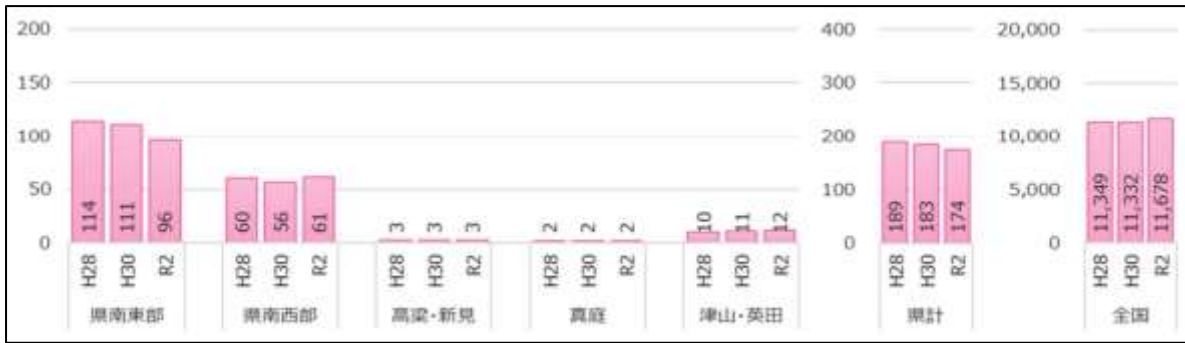 200 400 20,000
150 300 15,000
100 200 10,000
50 100 5,000
0 0 0
114 111 96 60 56 61 3 3 3 2 2 2 10 11 12 189 183 174 11,349 11,332 11,678
H28 H30 R2 H28 H30 R2 H28 H30 R2 H28 H30 R2 H28 H30 R2 H28 H30 R2 H28 H30 R2
県南東部 県南西部 高梁・新見 真庭 津山・英田 県計 全国